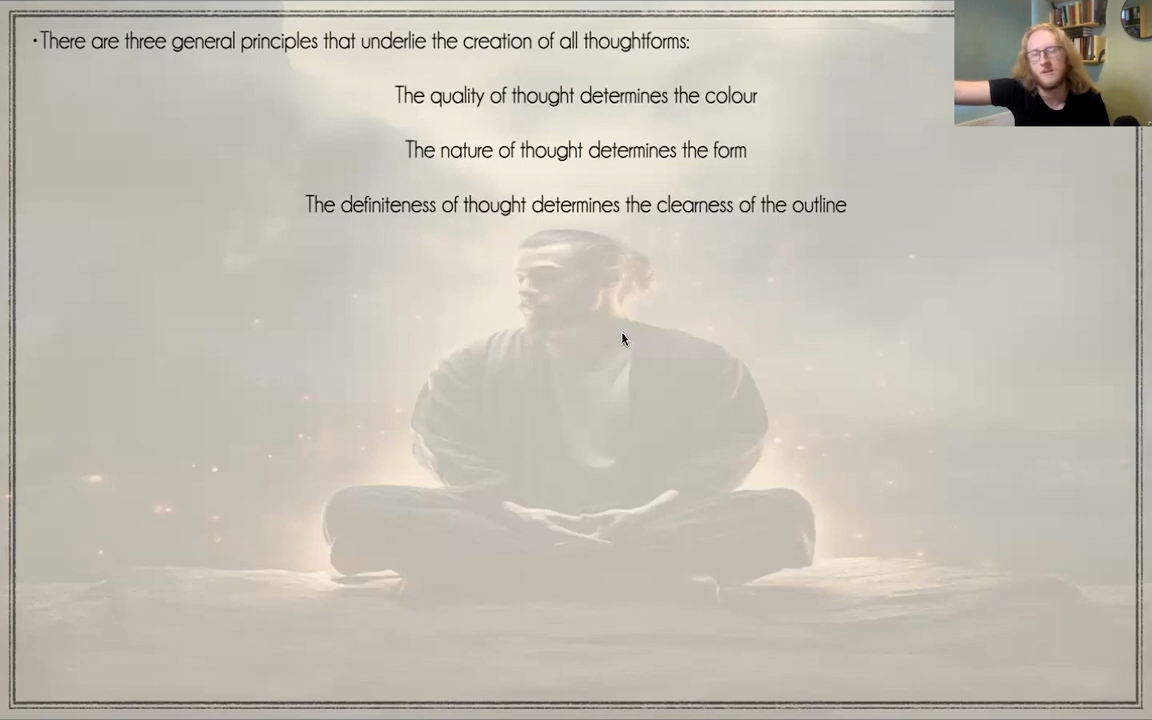 •There are three general principles that underlie the creation of all thoughtforms:
The quality of thought determines the colour
The nature of thought determines the form
The definiteness of thought determines the clearness of the outline